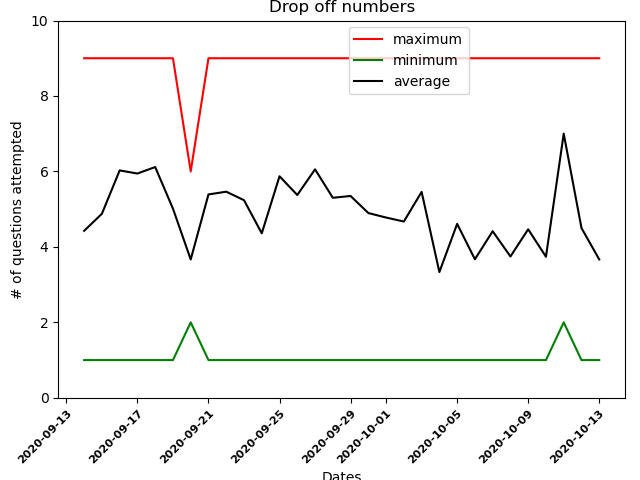 Drop off numbers
# of questions attempted
10
8
6
4
2
0
maximum
minimum
average
2020-09-13
2020-09-17
2020-09-21
2020-09-25
2020-09-29
2020-10-01
2020-10-05
2020-10-09
2020-10-13
Dates